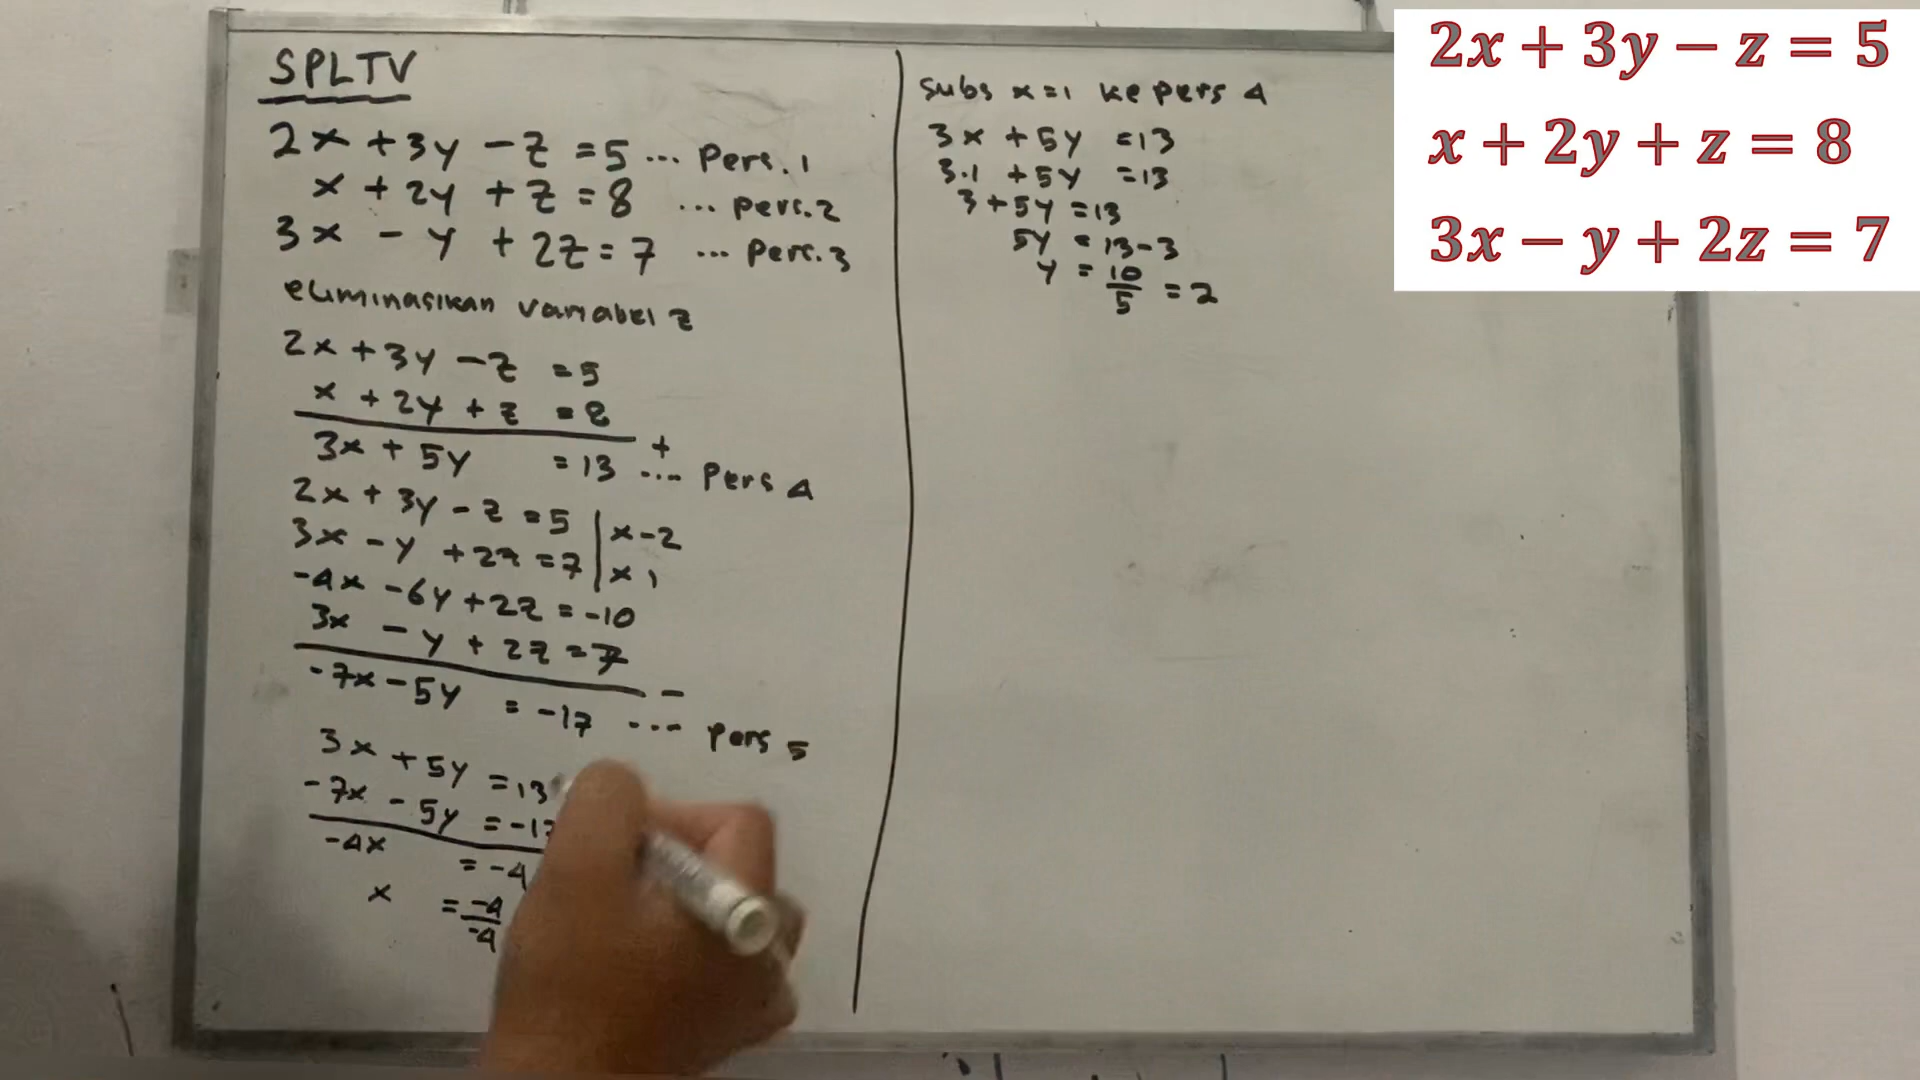 SPLTV
2x + 3y - z = 5 ... Pers. 1
x + 2y + z = 8 ... pers. 2
3x - y + 2z = 7 ... Pers. 3
eliminasikan variabel z
2x + 3y - z = 5
x + 2y + z = 8
+
3x + 5y = 13 ... Pers 4
2x + 3y - z = 5 | x -2
3x - y + 2z = 7 | x 1
-4x - 6y + 2z = -10
3x - y + 2z = 7
-
-7x - 5y = -17 ... pers 5
3x + 5y = 13
-7x - 5y = -17
-4x = -4
x = -4/-4
subs x = 1 ke pers 4
3x + 5y = 13
3.1 + 5y = 13
3 + 5y = 13
5y = 13 - 3
y = 10/5 = 2
2x + 3y − z = 5
x + 2y + z = 8
3x − y + 2z = 7